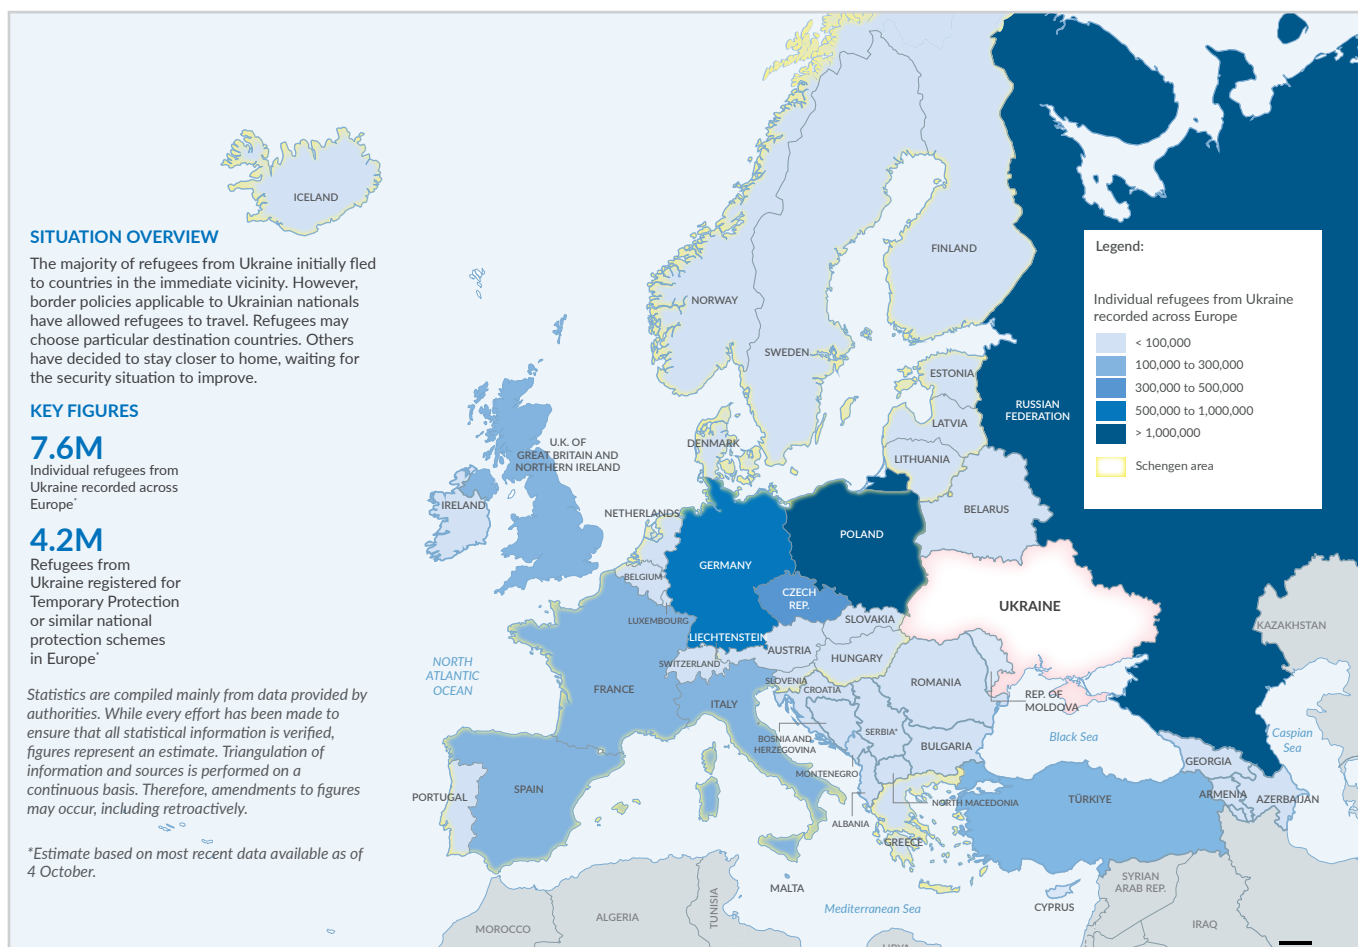 ICELAND
SITUATION OVERVIEW
The majority of refugees from Ukraine initially fled
to countries in the immediate vicinity. However,
border policies applicable to Ukrainian nationals
have allowed refugees to travel. Refugees may
choose particular destination countries. Others
have decided to stay closer to home, waiting for
the security situation to improve.
KEY FIGURES
7.6M
Individual refugees from
Ukraine recorded across
Europe*
4.2M
Refugees from
Ukraine registered for
Temporary Protection
or similar national
protection schemes
in Europe*
Statistics are compiled mainly from data provided by
authorities. While every effort has been made to
ensure that all statistical information is verified,
figures represent an estimate. Triangulation of
information and sources is performed on a
continuous basis. Therefore, amendments to figures
may occur, including retroactively.
*Estimate based on most recent data available as of
4 October.
Legend:
Individual refugees from Ukraine
recorded across Europe
< 100,000
100,000 to 300,000
300,000 to 500,000
500,000 to 1,000,000
> 1,000,000
Schengen area
FINLAND
NORWAY
SWEDEN
ESTONIA
RUSSIAN
FEDERATION
LATVIA
DENMARK
U.K. OF
GREAT BRITAIN AND
NORTHERN IRELAND
LITHUANIA
IRELAND
NETHERLANDS
BELARUS
POLAND
GERMANY
BELGIUM
CZECH
REP.
UKRAINE
LUXEMBOURG
SLOVAKIA
KAZAKHSTAN
LIECHTENSTEIN
AUSTRIA
HUNGARY
SWITZERLAND
NORTH
ATLANTIC
OCEAN
SLOVENIA
ROMANIA
FRANCE
CROATIA
REP. OF
MOLDOVA
ITALY
SERBIA*
BOSNIA AND
HERZEGOVINA
Black Sea
Caspian
Sea
BULGARIA
GEORGIA
MONTENEGRO
SPAIN
PORTUGAL
ARMENIA
AZERBAIJAN
TÜRKIYE
NORTH MACEDONIA
ALBANIA
GREECE
MALTA
SYRIAN
ARAB REP.
CYPRUS
Mediterranean Sea
TUNISIA
ALGERIA
MOROCCO
IRAQ
LIBYA